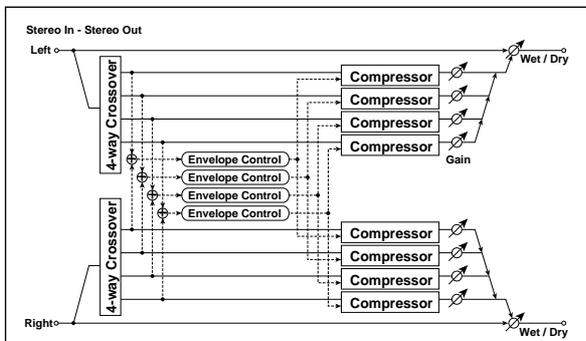 Stereo In - Stereo Out
Left
Wet / Dry
4-way Crossover
Compressor
Compressor
Compressor
Compressor
Gain
Envelope Control
Envelope Control
Envelope Control
Envelope Control
4-way Crossover
Compressor
Compressor
Compressor
Compressor
Right
Wet / Dry